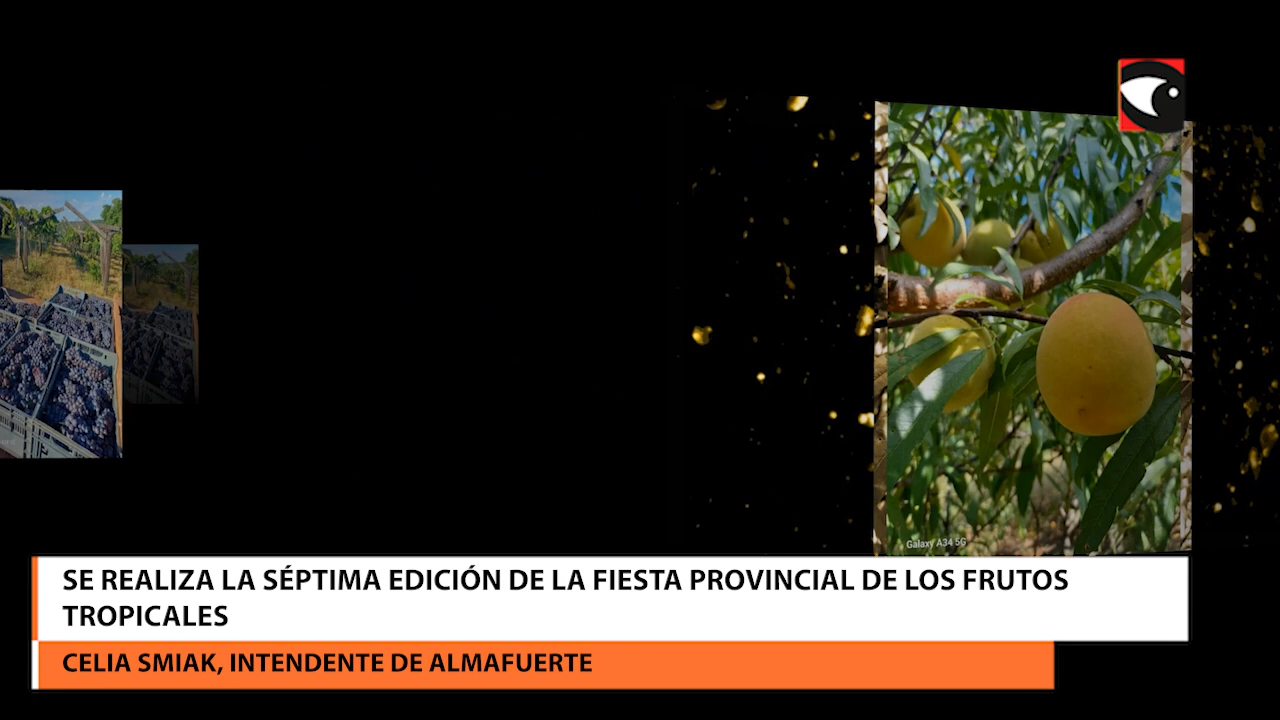 Galaxy A34 5G
SE REALIZA LA SÉPTIMA EDICIÓN DE LA FIESTA PROVINCIAL DE LOS FRUTOS
TROPICALES
CELIA SMIAK, INTENDENTE DE ALMAFUERTE